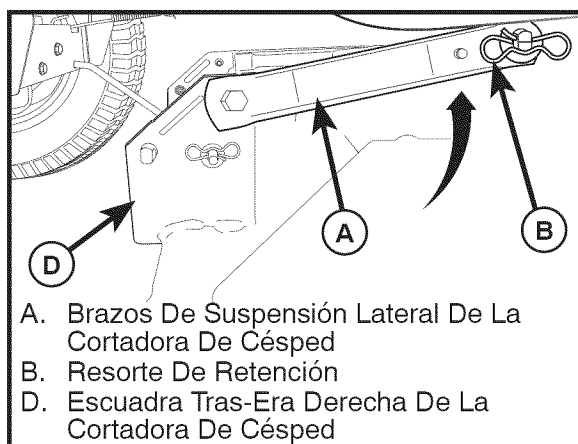 A
B
D
A. Brazos De Suspensión Lateral De La
Cortadora De Césped
B. Resorte De Retención
D. Escuadra Tras-Era Derecha De La
Cortadora De Césped